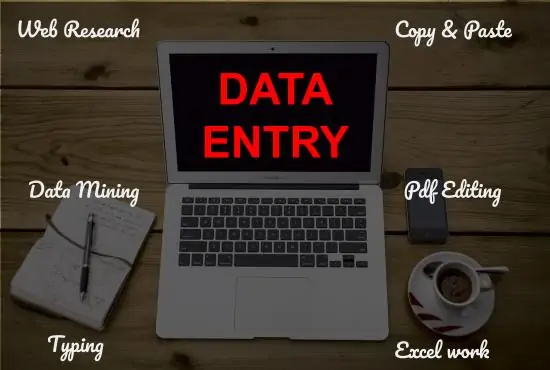 Web Research
Copy & Paste
DATA
ENTRY
Data Mining
Pdf Editing
Typing
Excel work